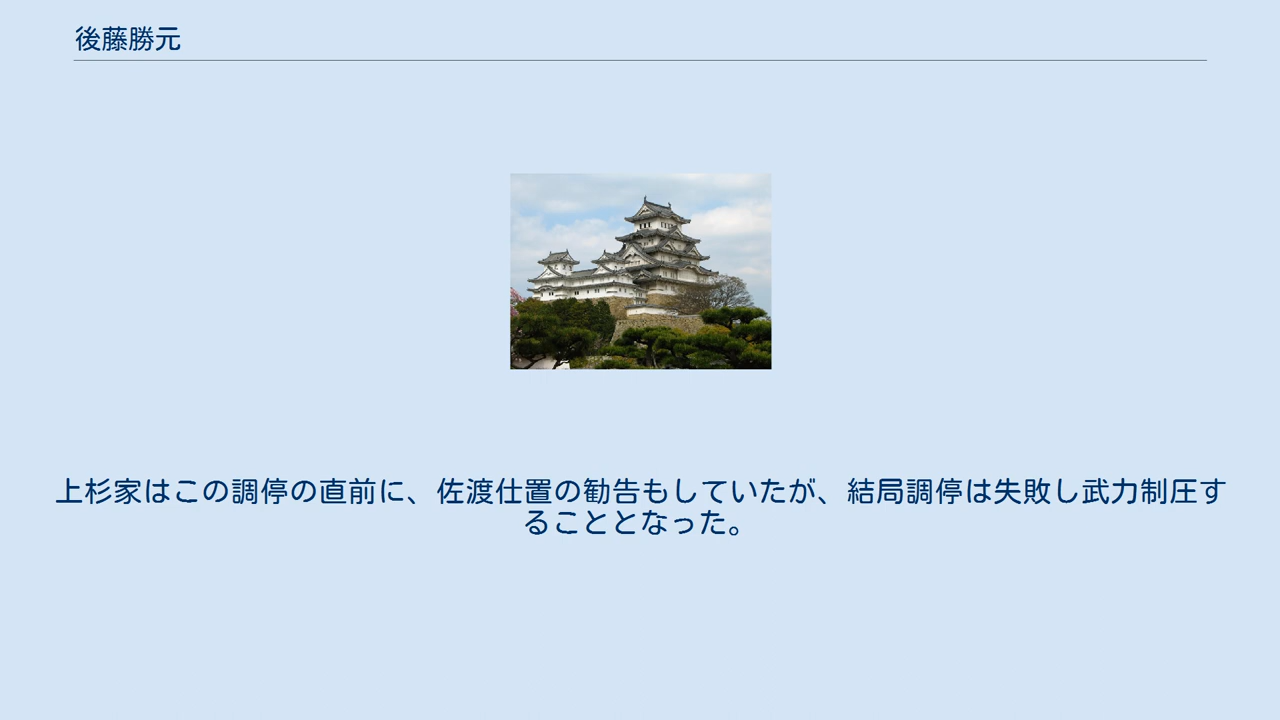 後藤勝元
上杉家はこの調停の直前に、佐渡仕置の勧告もしていたが、結局調停は失敗し武力制圧す
ることとなった。